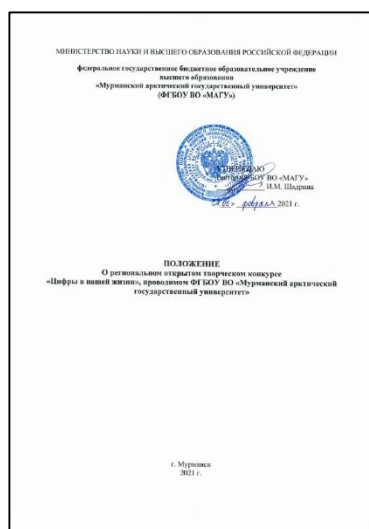 МИНИСТЕРСТВО НАУКИ И ВЫСШЕГО ОБРАЗОВАНИЯ РОССИЙСКОЙ ФЕДЕРАЦИИ
федеральное государственное бюджетное образовательное учреждение
высшего образования
«Мурманский арктический государственный университет»
(ФГБОУ ВО «МАГУ»)
УТВЕРЖДАЮ
ФГБОУ ВО «МАГУ»
И.М. Шадрина
февраля 2021 г.
ПОЛОЖЕНИЕ
О региональном открытом творческом конкурсе
«Цифры в нашей жизни», проводимом ФГБОУ ВО «Мурманский арктический
государственный университет»
г. Мурманск
2021 г.